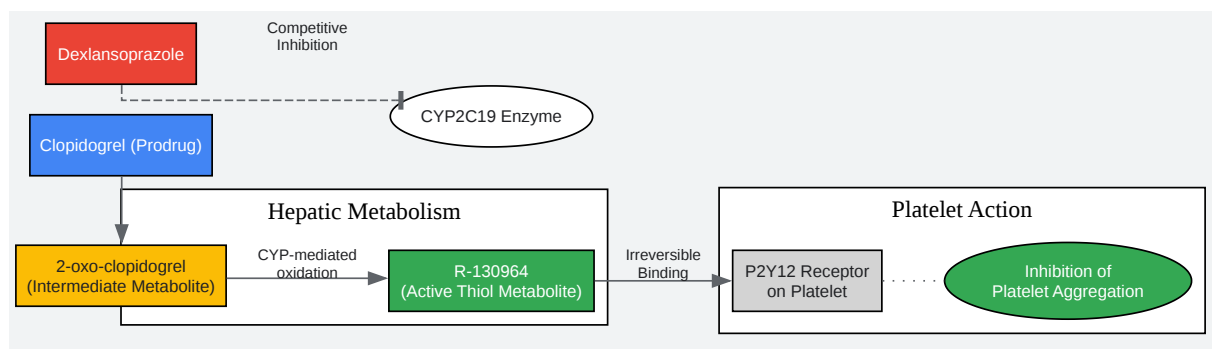 Competitive
Inhibition
Dexlansoprazole
CYP2C19 Enzyme
Clopidogrel (Prodrug)
Hepatic Metabolism
Platelet Action
2-oxo-clopidogrel
(Intermediate Metabolite)
CYP-mediated
oxidation
R-130964
(Active Thiol Metabolite)
Irreversible
Binding
P2Y12 Receptor
on Platelet
Inhibition of
Platelet Aggregation